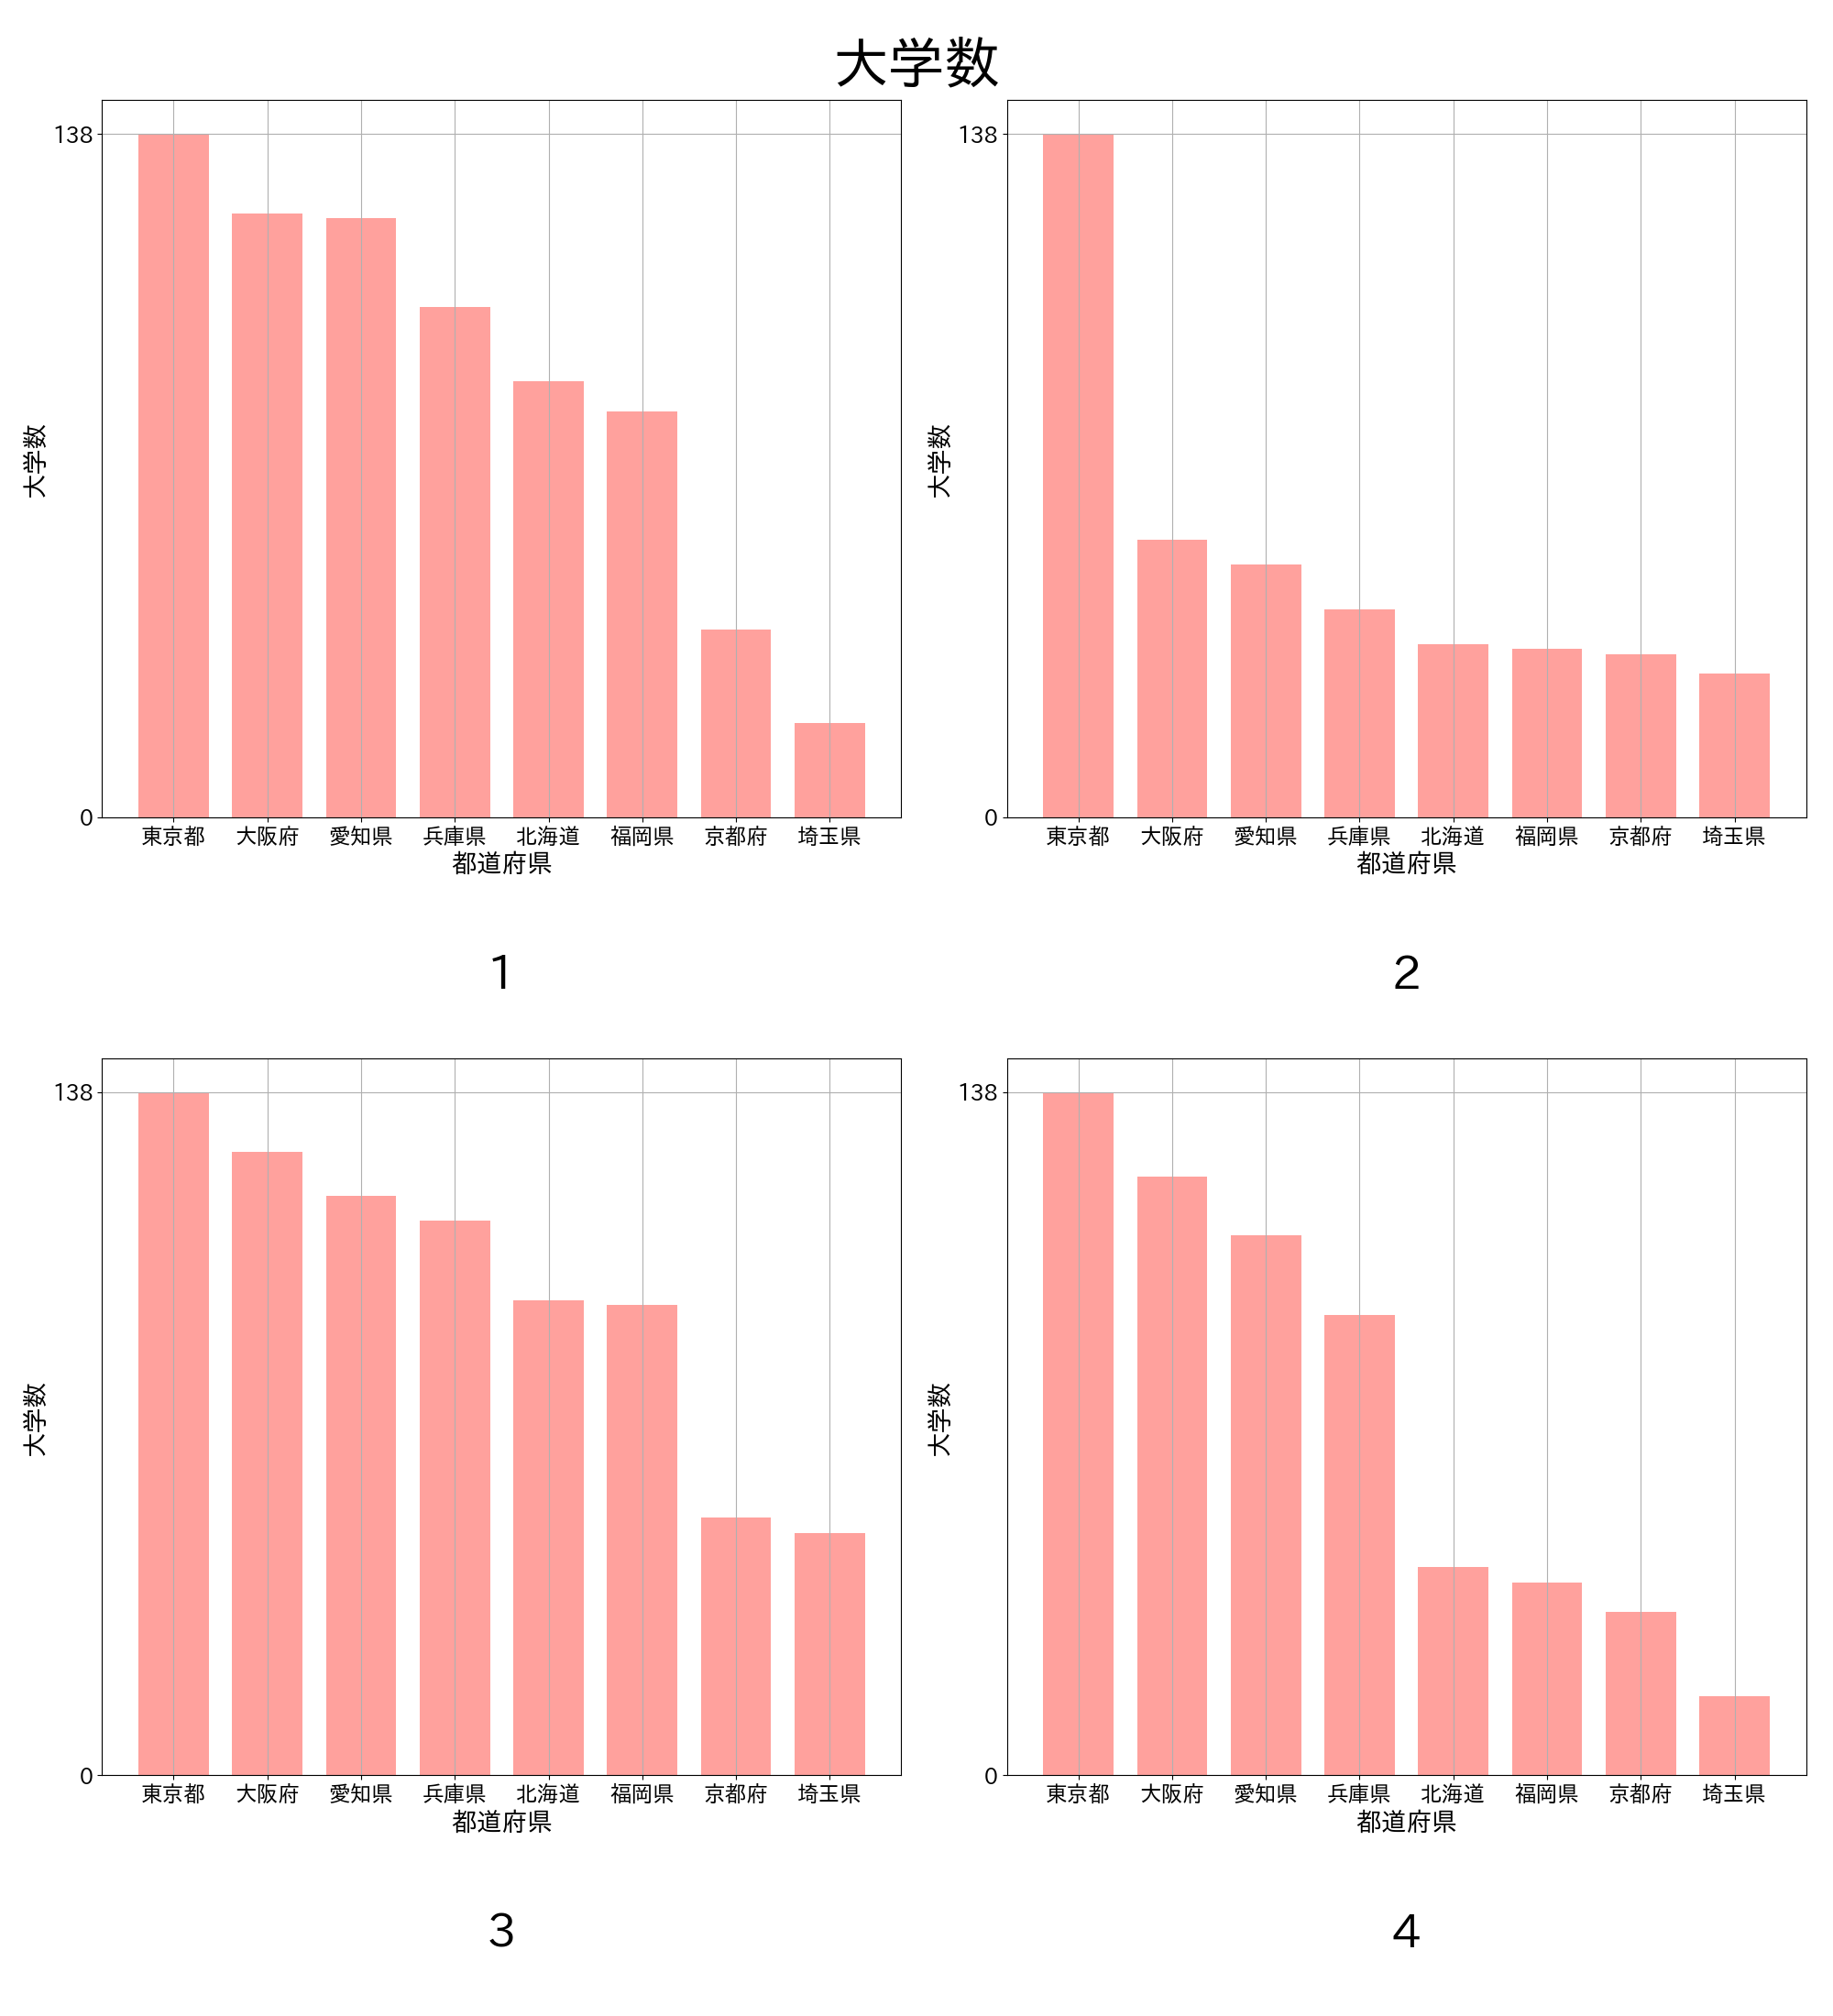 大学数
138
0
大学数
東京都 大阪府 愛知県 兵庫県 北海道 福岡県 京都府 埼玉県
都道府県
1
138
0
大学数
東京都 大阪府 愛知県 兵庫県 北海道 福岡県 京都府 埼玉県
都道府県
2
138
0
大学数
東京都 大阪府 愛知県 兵庫県 北海道 福岡県 京都府 埼玉県
都道府県
3
138
0
大学数
東京都 大阪府 愛知県 兵庫県 北海道 福岡県 京都府 埼玉県
都道府県
4